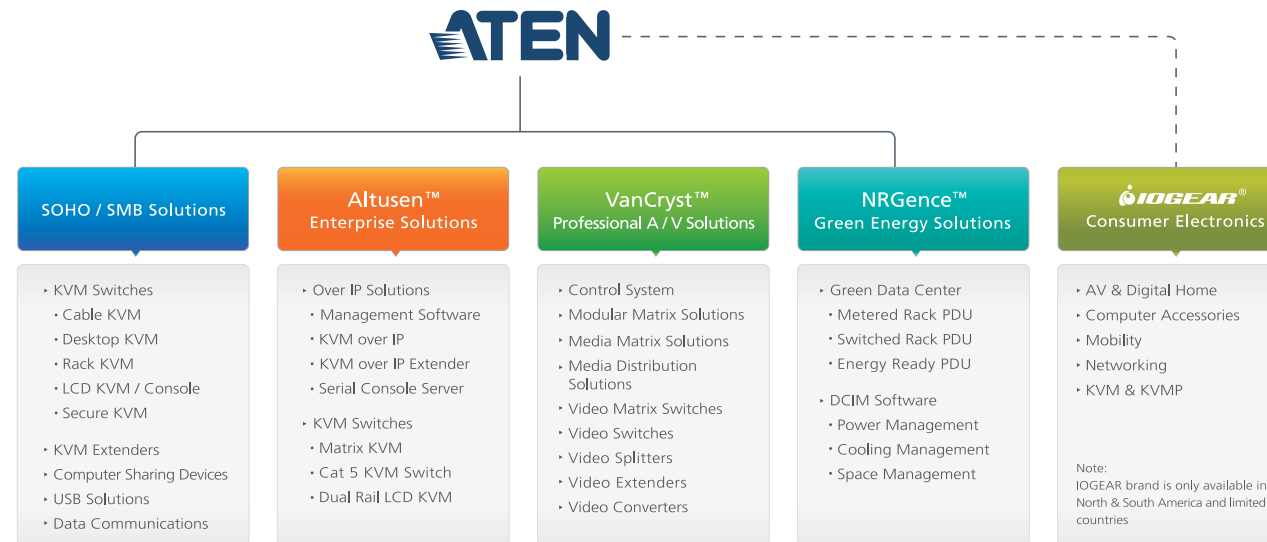 ATEN
SOHO / SMB Solutions
KVM Switches
Cable KVM
Desktop KVM
Rack KVM
LCD KVM / Console
Secure KVM
KVM Extenders
Computer Sharing Devices
USB Solutions
Data Communications
Altusen™
Enterprise Solutions
Over IP Solutions
Management Software
KVM over IP
KVM over IP Extender
Serial Console Server
KVM Switches
Matrix KVM
Cat 5 KVM Switch
Dual Rail LCD KVM
VanCryst™
Professional A / V Solutions
Control System
Modular Matrix Solutions
Media Matrix Solutions
Media Distribution
Solutions
Video Matrix Switches
Video Switches
Video Splitters
Video Extenders
Video Converters
NRGence™
Green Energy Solutions
Green Data Center
Metered Rack PDU
Switched Rack PDU
Energy Ready PDU
DCIM Software
Power Management
Cooling Management
Space Management
IOGEAR®
Consumer Electronics
AV & Digital Home
Computer Accessories
Mobility
Networking
KVM & KVMP
Note:
IOGEAR brand is only available in
North & South America and limited
countries